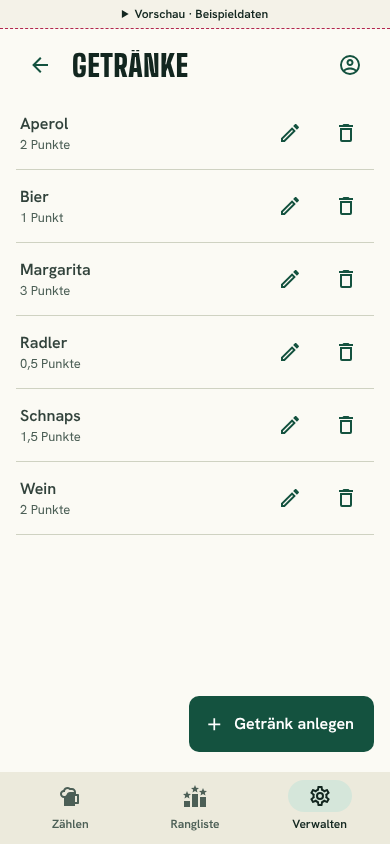 ▶ Vorschau · Beispieldaten
GETRÄNKE
Aperol
2 Punkte
Bier
1 Punkt
Margarita
3 Punkte
Radler
0,5 Punkte
Schnaps
1,5 Punkte
Wein
2 Punkte
+ Getränk anlegen
Zählen
Rangliste
Verwalten